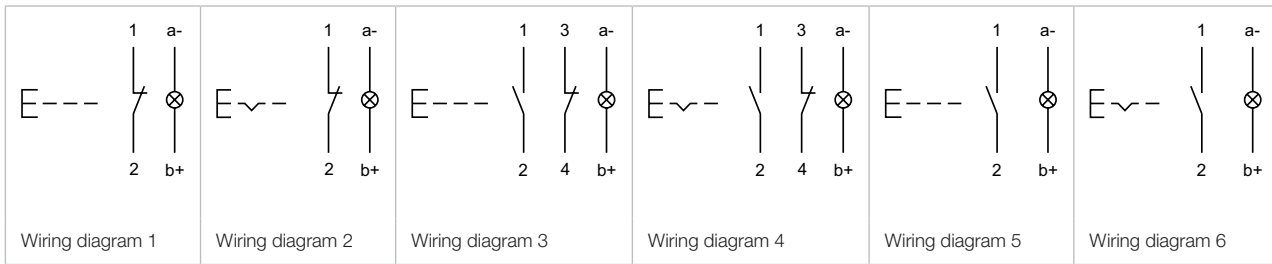 1 a-
2 b+
Wiring diagram 1
1 a-
2 b+
Wiring diagram 2
1 3 a-
2 4 b+
Wiring diagram 3
1 3 a-
2 4 b+
Wiring diagram 4
1 a-
2 b+
Wiring diagram 5
1 a-
2 b+
Wiring diagram 6